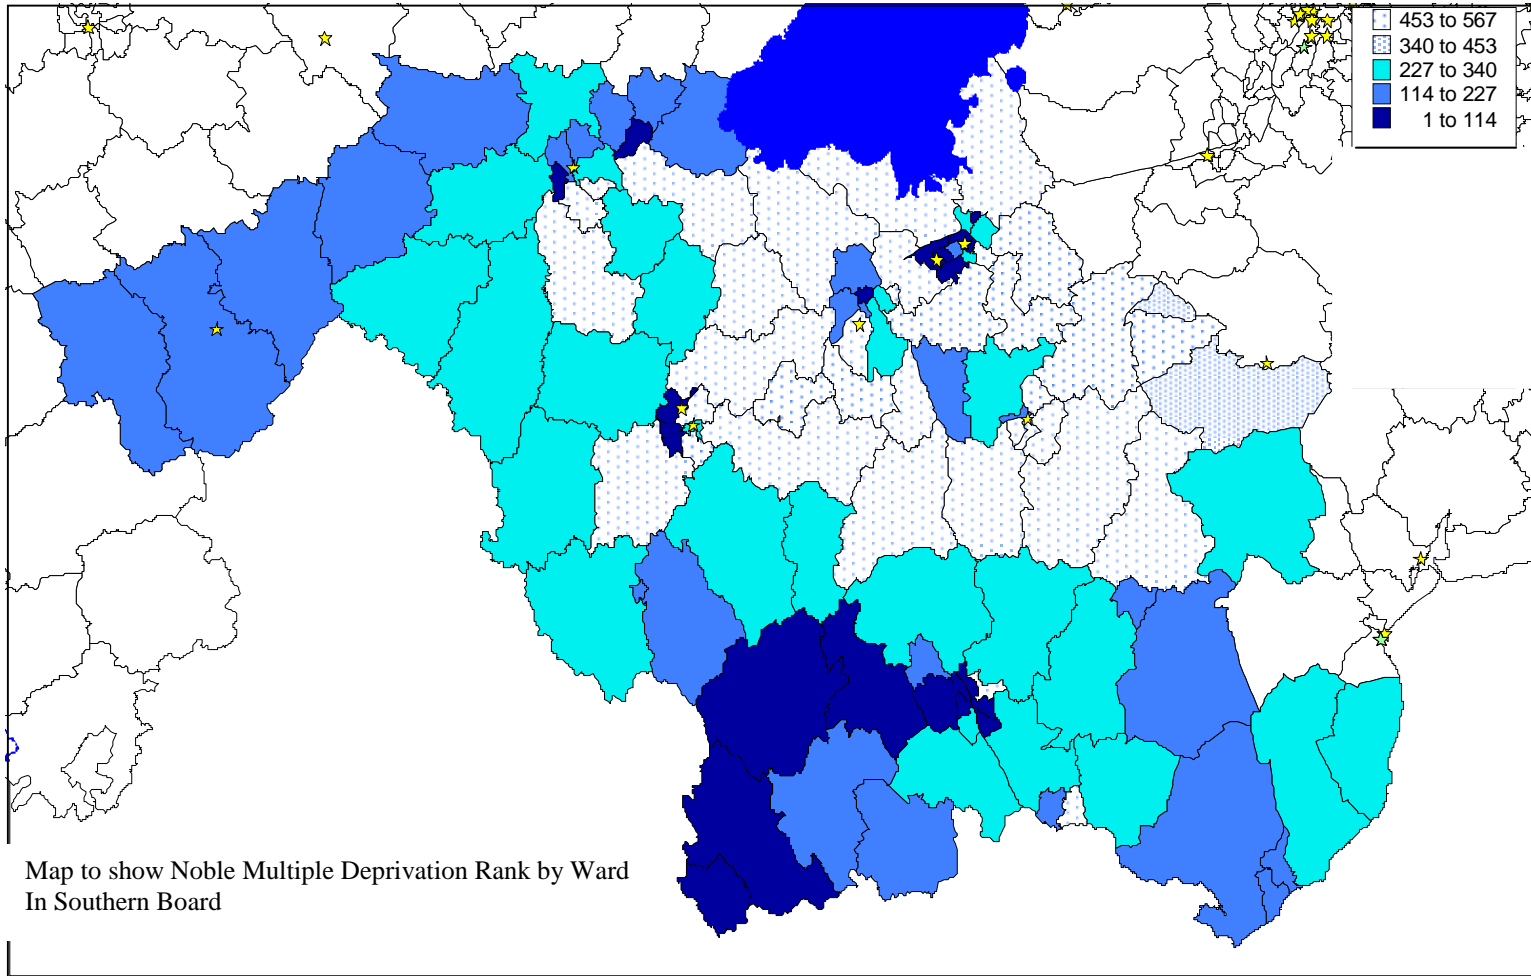 453 to 567
340 to 453
227 to 340
114 to 227
1 to 114
Map to show Noble Multiple Deprivation Rank by Ward
In Southern Board